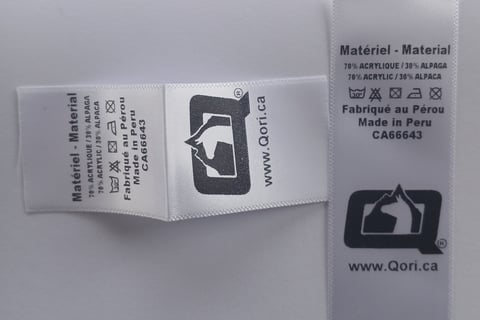 Matériel - Material
70% ACRYLIQUE / 30% ALPAGA
70% ACRYLIC / 30% ALPACA
Fabriqué au Pérou
Made in Peru
CA66643
Q®
www.Qori.ca
Matériel - Material
70% ACRYLIQUE / 30% ALPAGA
70% ACRYLIC / 30% ALPACA
Fabriqué au Pérou
Made in Peru
CA66643
Q®
www.Qori.ca